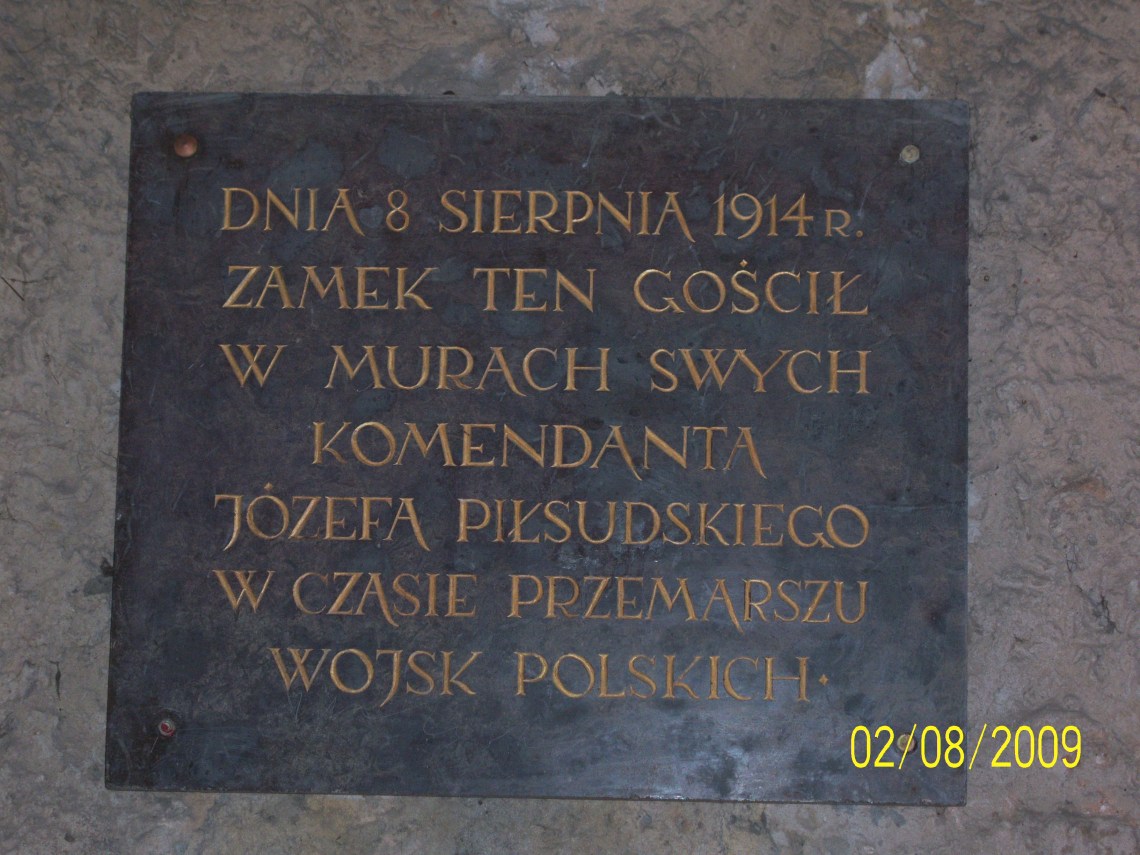 DNIA 8 SIERPNIA 1914 R.
ZAMEK TEN GOŚCIŁ
W MURACH SWYCH
KOMENDANTA
JÓZEFA PIŁSUDSKIEGO
W CZASIE PRZEMARSZU
WOJSK POLSKICH.
02/08/2009